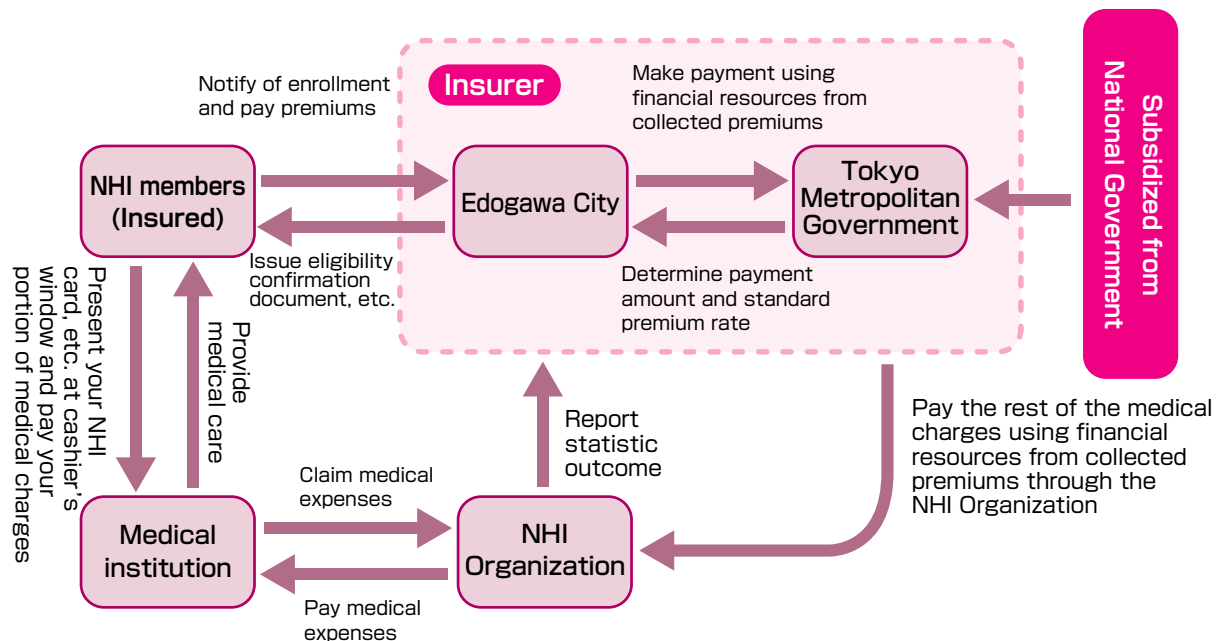 Notify of enrollment
and pay premiums
Insurer
Make payment using
financial resources from
collected premiums
Subsidized from
National Government
NHI members
(Insured)
Edogawa City
Tokyo
Metropolitan
Government
Issue eligibility
confirmation
document, etc.
Determine payment
amount and standard
premium rate
Present your NHI
card, etc. at cashier's
window and pay your
portion of medical charges
Provide
medical care
Report
statistic
outcome
Pay the rest of the medical
charges using financial
resources from collected
premiums through the
NHI Organization
Claim medical
expenses
Medical
institution
NHI
Organization
Pay medical
expenses